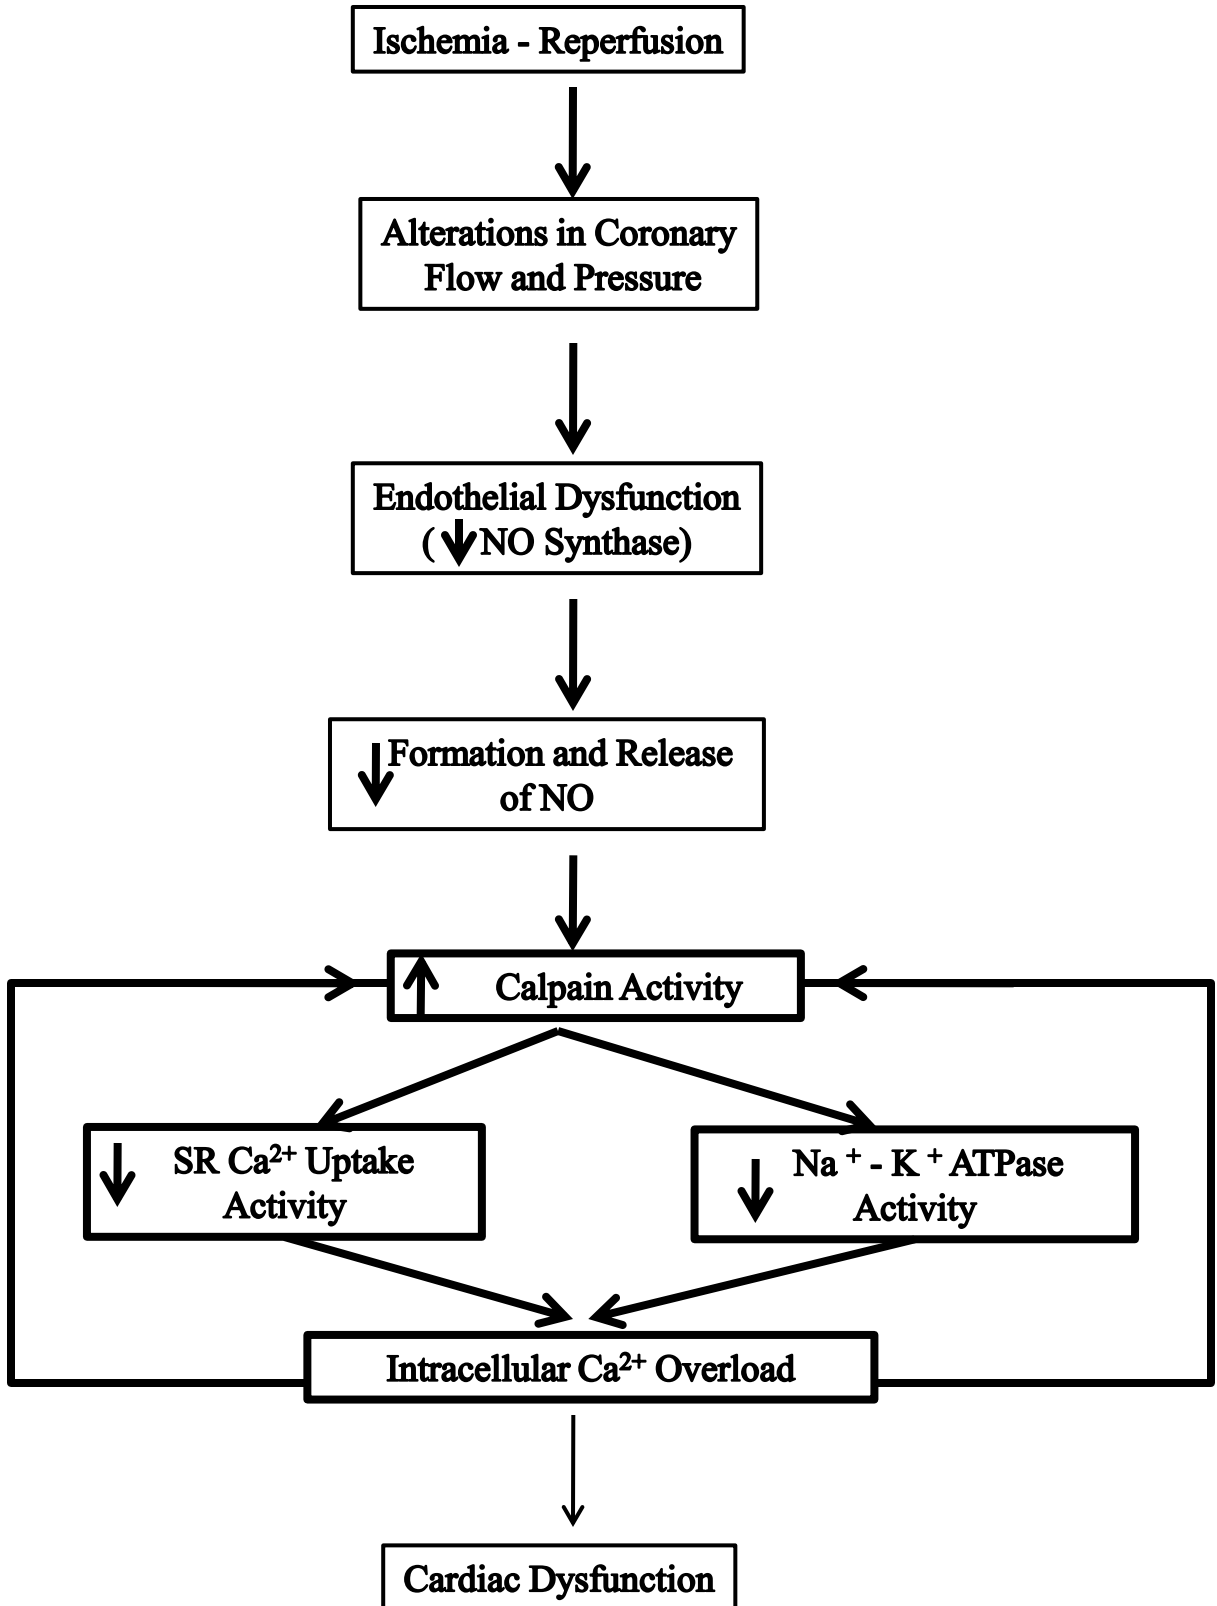 Ischemia - Reperfusion
Alterations in Coronary
Flow and Pressure
Endothelial Dysfunction
( ↓ NO Synthase)
↓ Formation and Release
of NO
↑ Calpain Activity
↓ SR Ca²⁺ Uptake
Activity
↓ Na ⁺ - K ⁺ ATPase
Activity
Intracellular Ca²⁺ Overload
Cardiac Dysfunction